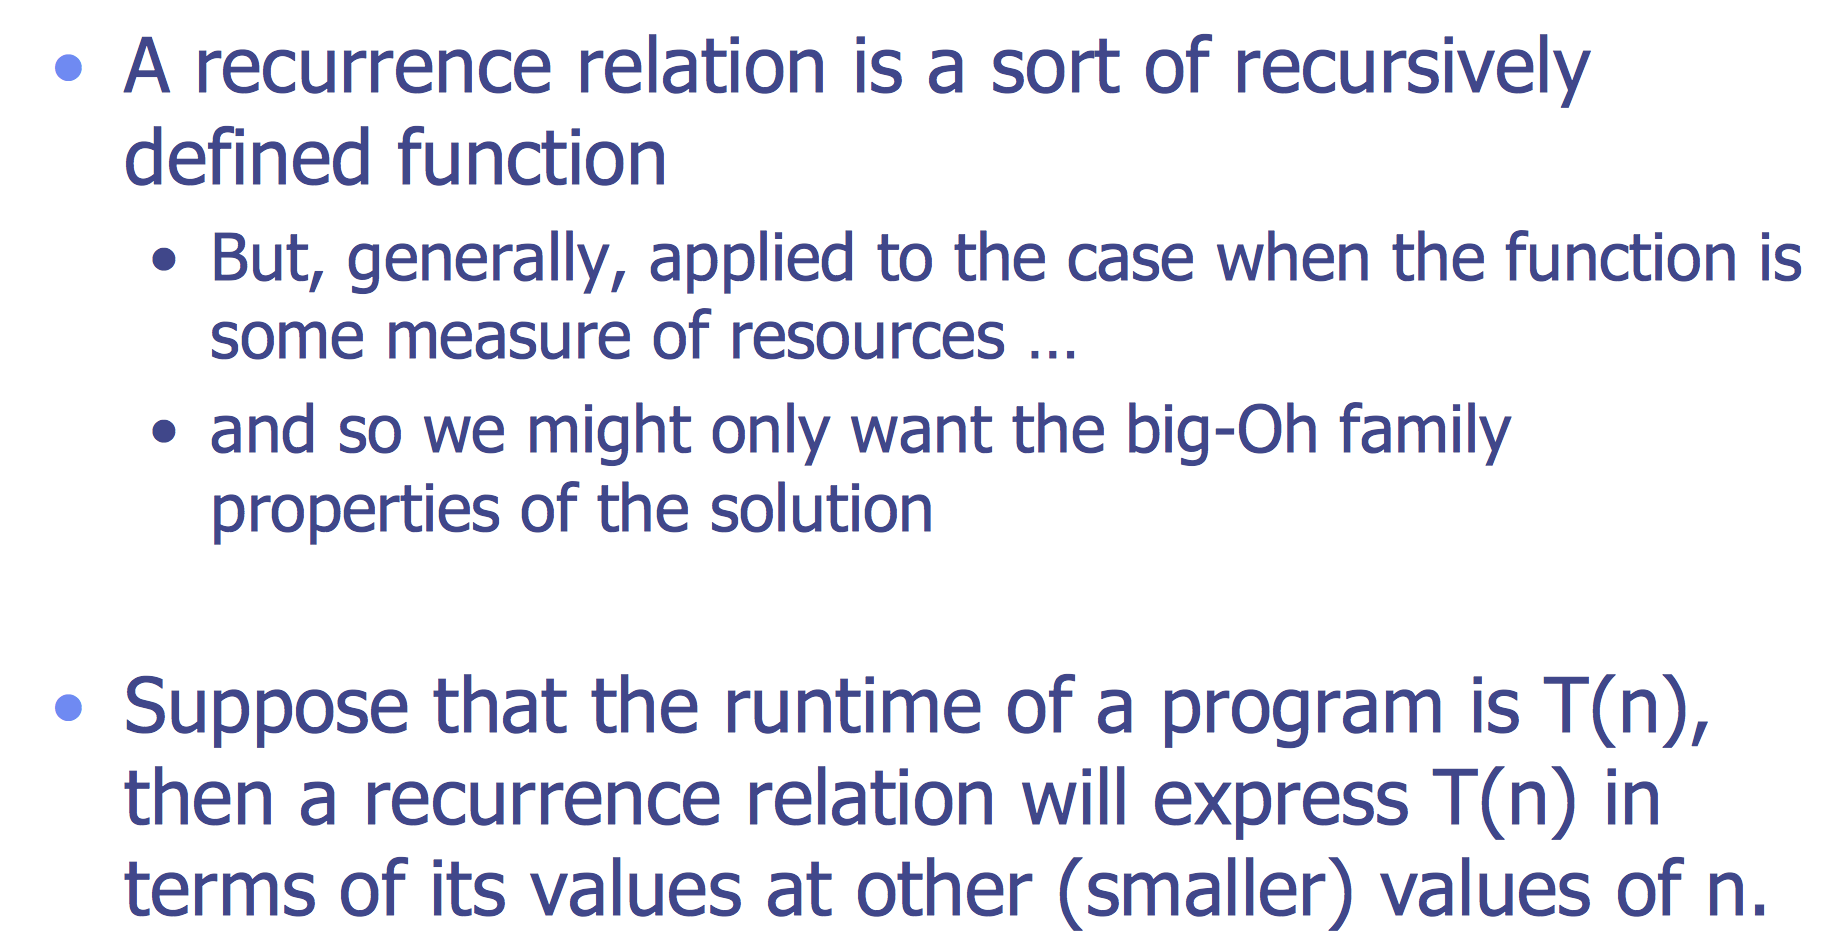 • A recurrence relation is a sort of recursively
defined function
• But, generally, applied to the case when the function is
some measure of resources …
• and so we might only want the big-Oh family
properties of the solution
• Suppose that the runtime of a program is T(n),
then a recurrence relation will express T(n) in
terms of its values at other (smaller) values of n.